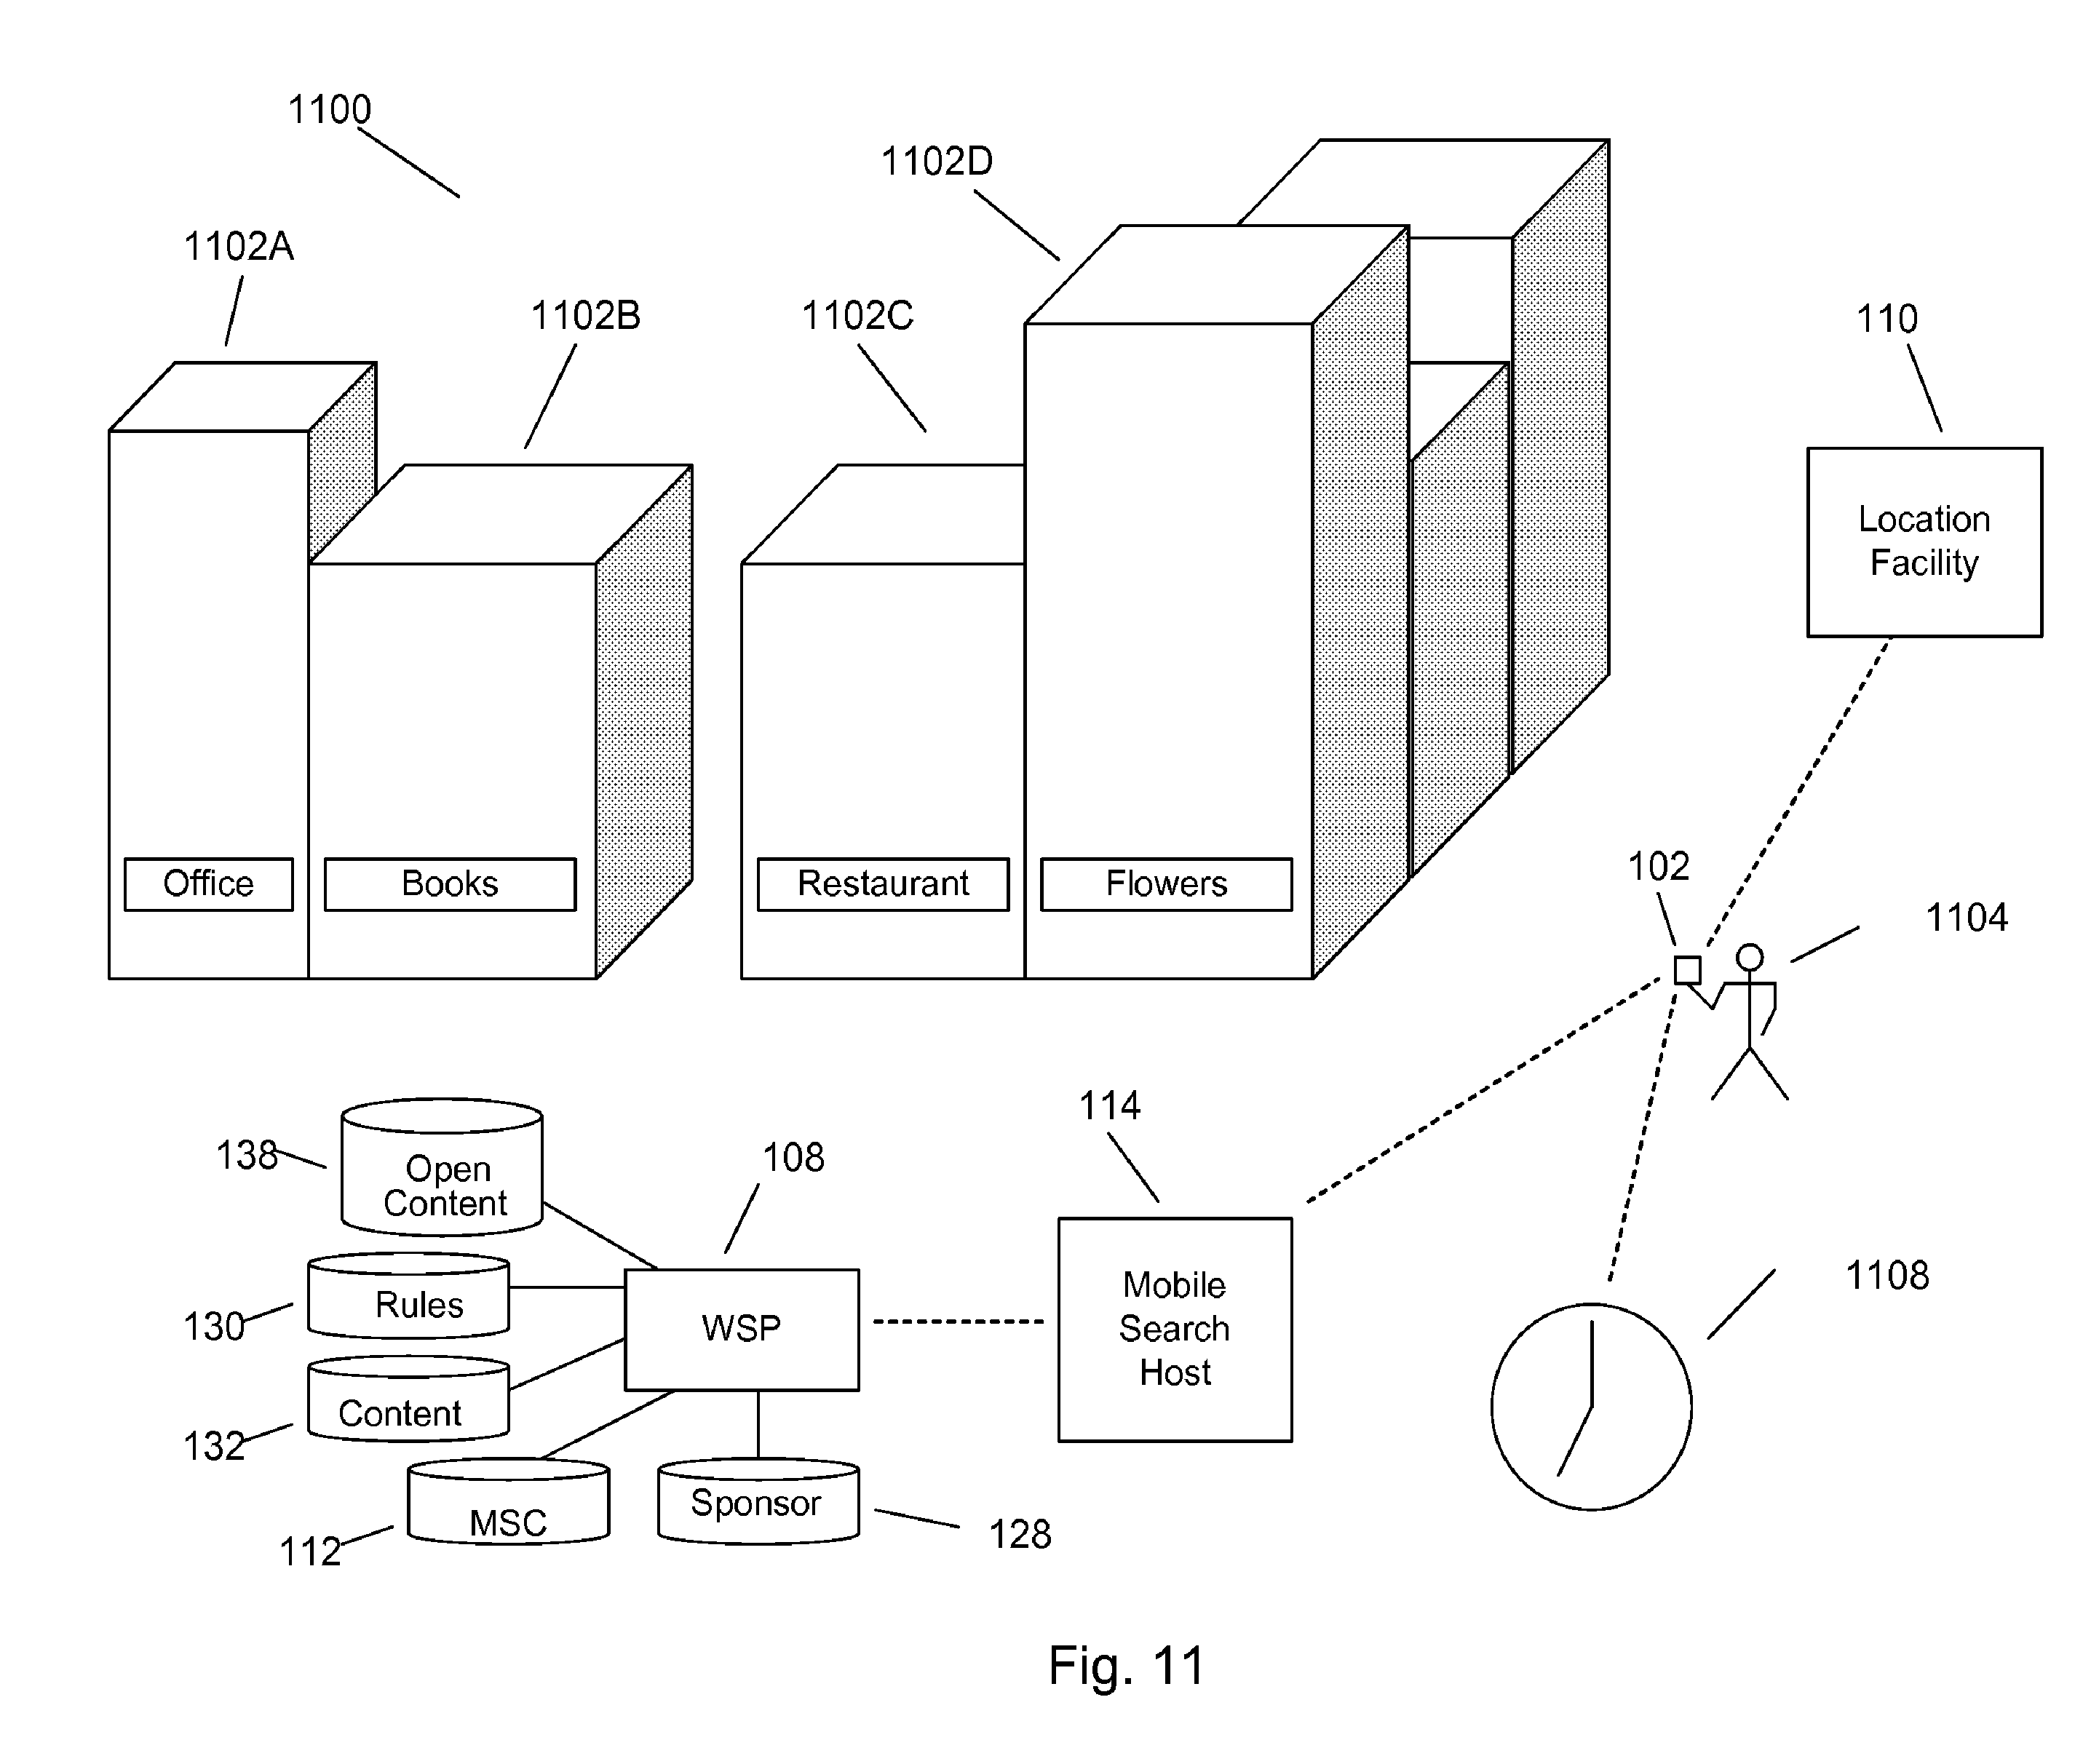 1100
1102D
1102A
1102B
1102C
110
Location
Facility
Office
Books
Restaurant
Flowers
102
1104
114
138
Open
Content
108
1108
130
Rules
WSP
Mobile
Search
Host
132
Content
112
MSC
Sponsor
128
Fig. 11